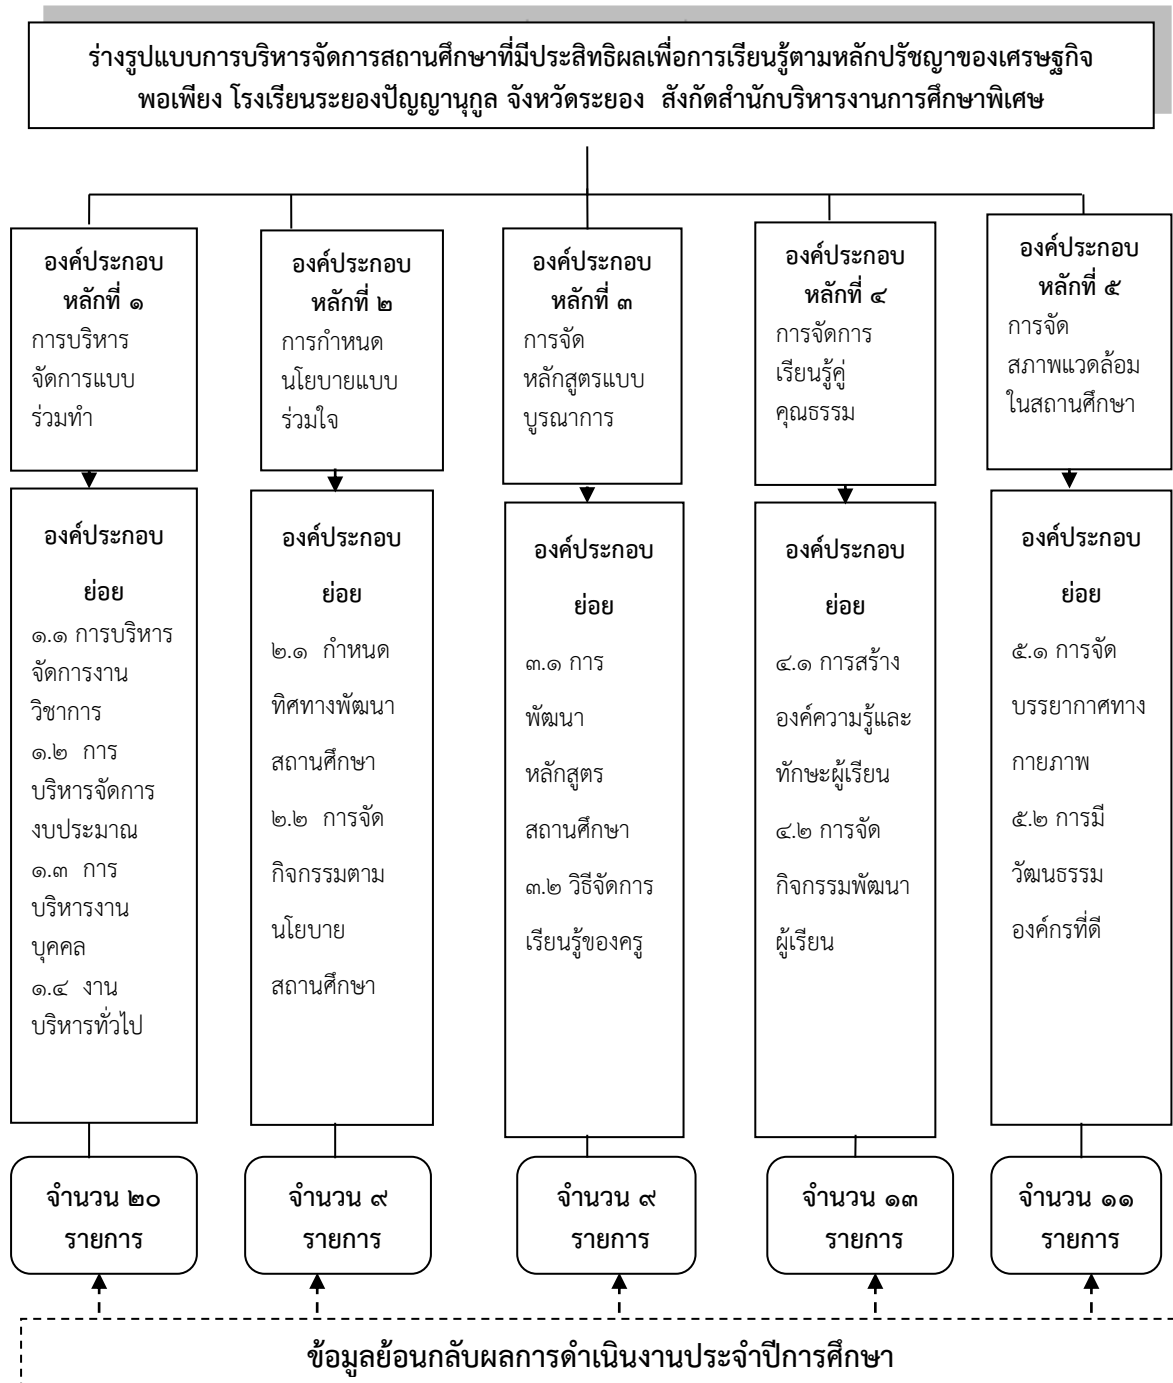 ร่างรูปแบบการบริหารจัดการสถานศึกษาที่มีประสิทธิผลเพื่อการเรียนรู้ตามหลักปรัชญาของเศรษฐกิจ
พอเพียง โรงเรียนระยองปัญญานุกูล จังหวัดระยอง สังกัดสำนักบริหารงานการศึกษาพิเศษ
องค์ประกอบ
หลักที่ ๑
การบริหาร
จัดการแบบ
ร่วมทำ
องค์ประกอบ
หลักที่ ๒
การกำหนด
นโยบายแบบ
ร่วมใจ
องค์ประกอบ
หลักที่ ๓
การจัด
หลักสูตรแบบ
บูรณาการ
องค์ประกอบ
หลักที่ ๔
การจัดการ
เรียนรู้คู่
คุณธรรม
องค์ประกอบ
หลักที่ ๕
การจัด
สภาพแวดล้อม
ในสถานศึกษา
องค์ประกอบ
ย่อย
๑.๑ การบริหาร
จัดการงาน
วิชาการ
๑.๒ การ
บริหารจัดการ
งบประมาณ
๑.๓ การ
บริหารงาน
บุคคล
๑.๔ งาน
บริหารทั่วไป
องค์ประกอบ
ย่อย
๒.๑ กำหนด
ทิศทางพัฒนา
สถานศึกษา
๒.๒ การจัด
กิจกรรมตาม
นโยบาย
สถานศึกษา
องค์ประกอบ
ย่อย
๓.๑ การ
พัฒนา
หลักสูตร
สถานศึกษา
๓.๒ วิธีจัดการ
เรียนรู้ของครู
องค์ประกอบ
ย่อย
๔.๑ การสร้าง
องค์ความรู้และ
ทักษะผู้เรียน
๔.๒ การจัด
กิจกรรมพัฒนา
ผู้เรียน
องค์ประกอบ
ย่อย
๕.๑ การจัด
บรรยากาศทาง
กายภาพ
๕.๒ การมี
วัฒนธรรม
องค์กรที่ดี
จำนวน ๒๐
รายการ
จำนวน ๙
รายการ
จำนวน ๙
รายการ
จำนวน ๑๓
รายการ
จำนวน ๑๑
รายการ
ข้อมูลย้อนกลับผลการดำเนินงานประจำปีการศึกษา